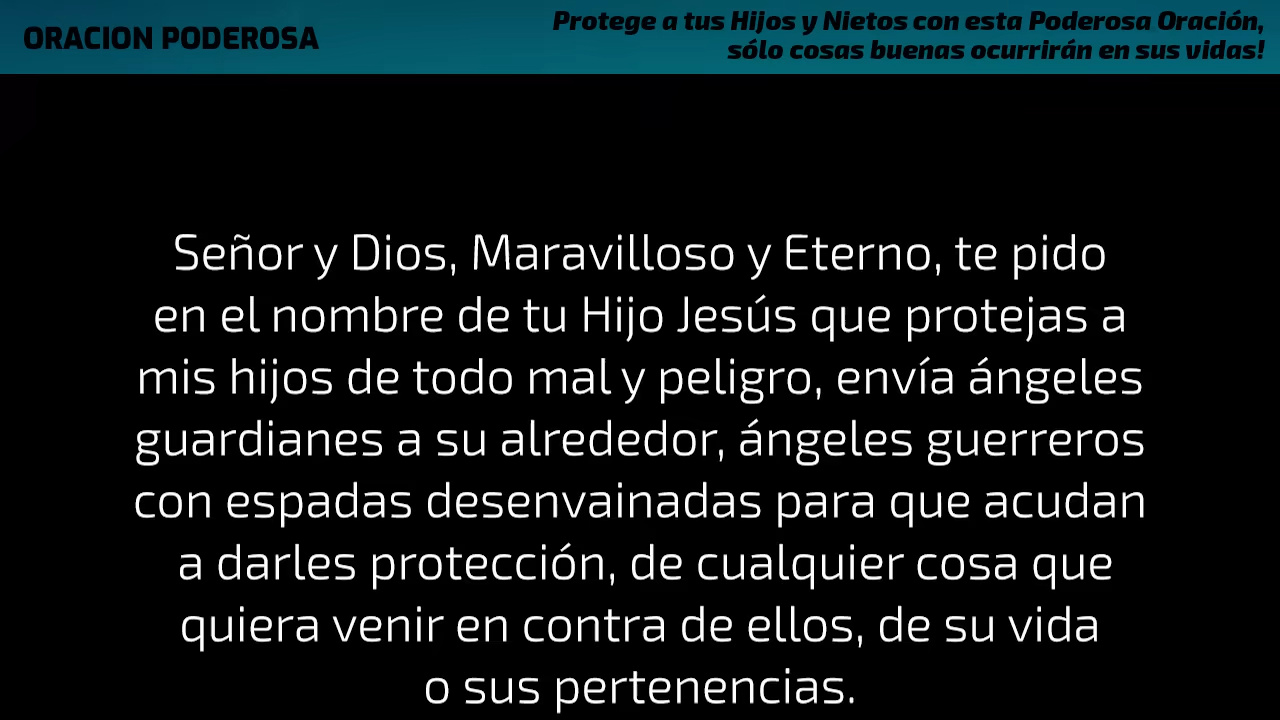 ORACION PODEROSA
Protege a tus Hijos y Nietos con esta Poderosa Oración,
sólo cosas buenas ocurrirán en sus vidas!
Señor y Dios, Maravilloso y Eterno, te pido
en el nombre de tu Hijo Jesús que protejas a
mis hijos de todo mal y peligro, envía ángeles
guardianes a su alrededor, ángeles guerreros
con espadas desenvainadas para que acudan
a darles protección, de cualquier cosa que
quiera venir en contra de ellos, de su vida
o sus pertenencias.